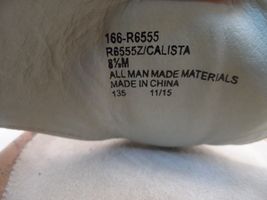 166-R6555
R6555Z/CALISTA
8½M
ALL MAN MADE MATERIALS
MADE IN CHINA
135 11/15